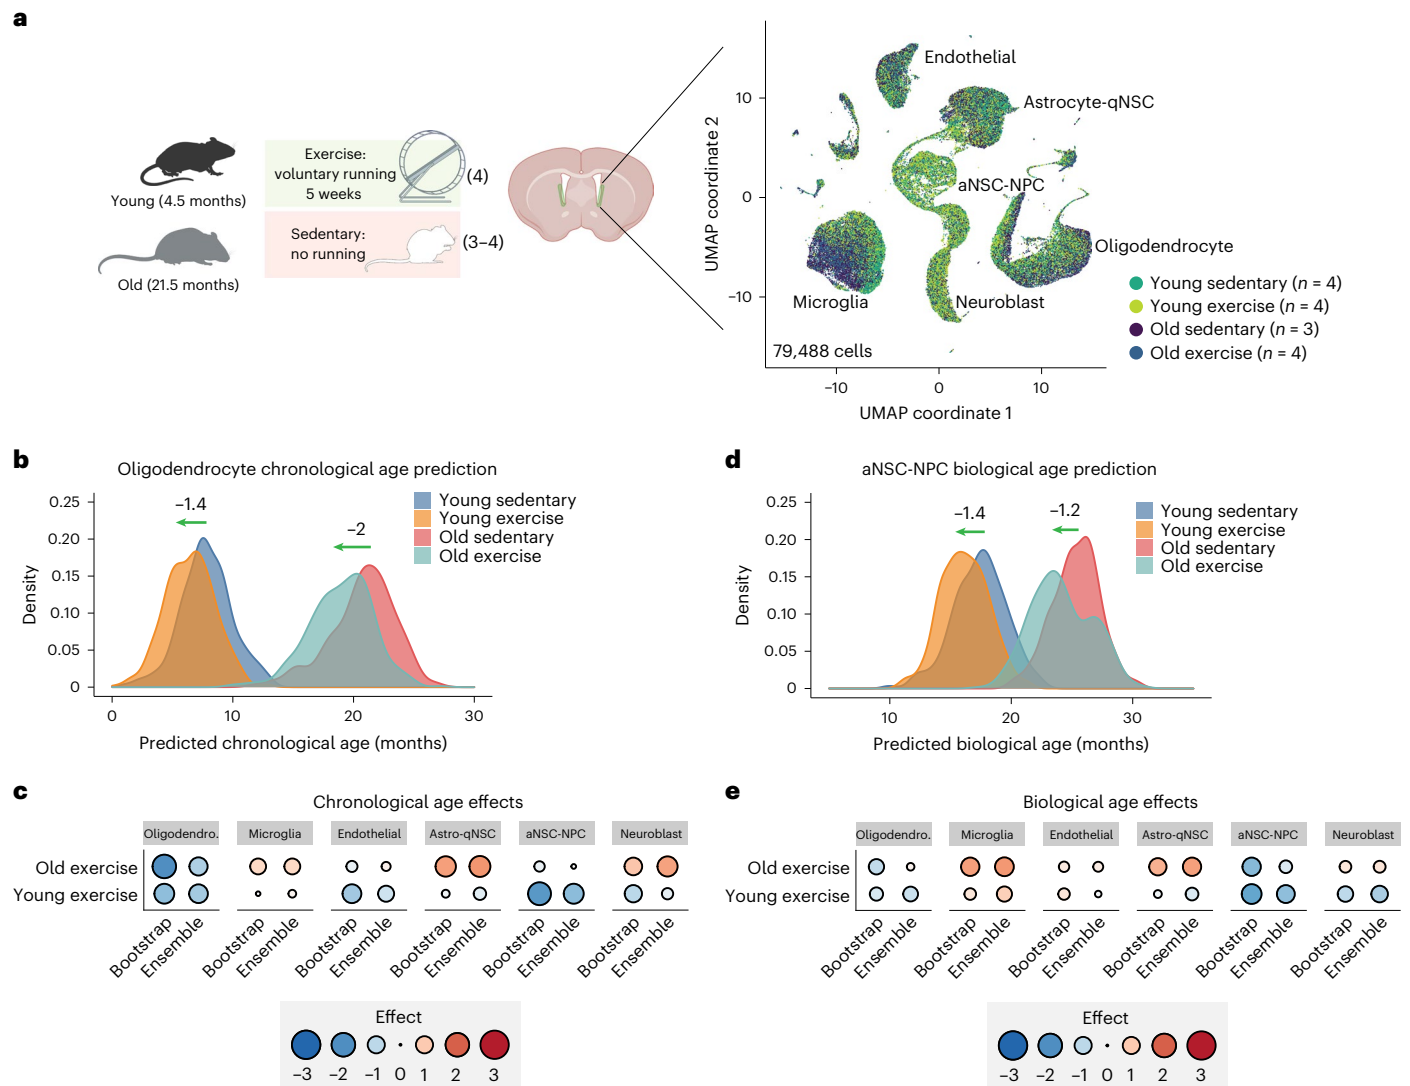 a
Young (4.5 months)
Old (21.5 months)
Exercise:
voluntary running
5 weeks
(4)
Sedentary:
no running
(3–4)
UMAP coordinate 2
10
0
−10
Endothelial
Astrocyte-qNSC
aNSC-NPC
Oligodendrocyte
Microglia
Neuroblast
79,488 cells
−10 0 10
UMAP coordinate 1
Young sedentary (n = 4)
Young exercise (n = 4)
Old sedentary (n = 3)
Old exercise (n = 4)
b
Oligodendrocyte chronological age prediction
Density
0.25
0.20
0.15
0.10
0.05
0
−1.4
−2
Young sedentary
Young exercise
Old sedentary
Old exercise
0 10 20 30
Predicted chronological age (months)
d
aNSC-NPC biological age prediction
Density
0.25
0.20
0.15
0.10
0.05
0
−1.4
−1.2
Young sedentary
Young exercise
Old sedentary
Old exercise
10 20 30
Predicted biological age (months)
c
Chronological age effects
Oligodendro. Microglia Endothelial Astro-qNSC aNSC-NPC Neuroblast
Old exercise
Young exercise
Bootstrap Ensemble Bootstrap Ensemble Bootstrap Ensemble Bootstrap Ensemble Bootstrap Ensemble Bootstrap Ensemble
Effect
−3 −2 −1 0 1 2 3
e
Biological age effects
Oligodendro. Microglia Endothelial Astro-qNSC aNSC-NPC Neuroblast
Old exercise
Young exercise
Bootstrap Ensemble Bootstrap Ensemble Bootstrap Ensemble Bootstrap Ensemble Bootstrap Ensemble Bootstrap Ensemble
Effect
−3 −2 −1 0 1 2 3